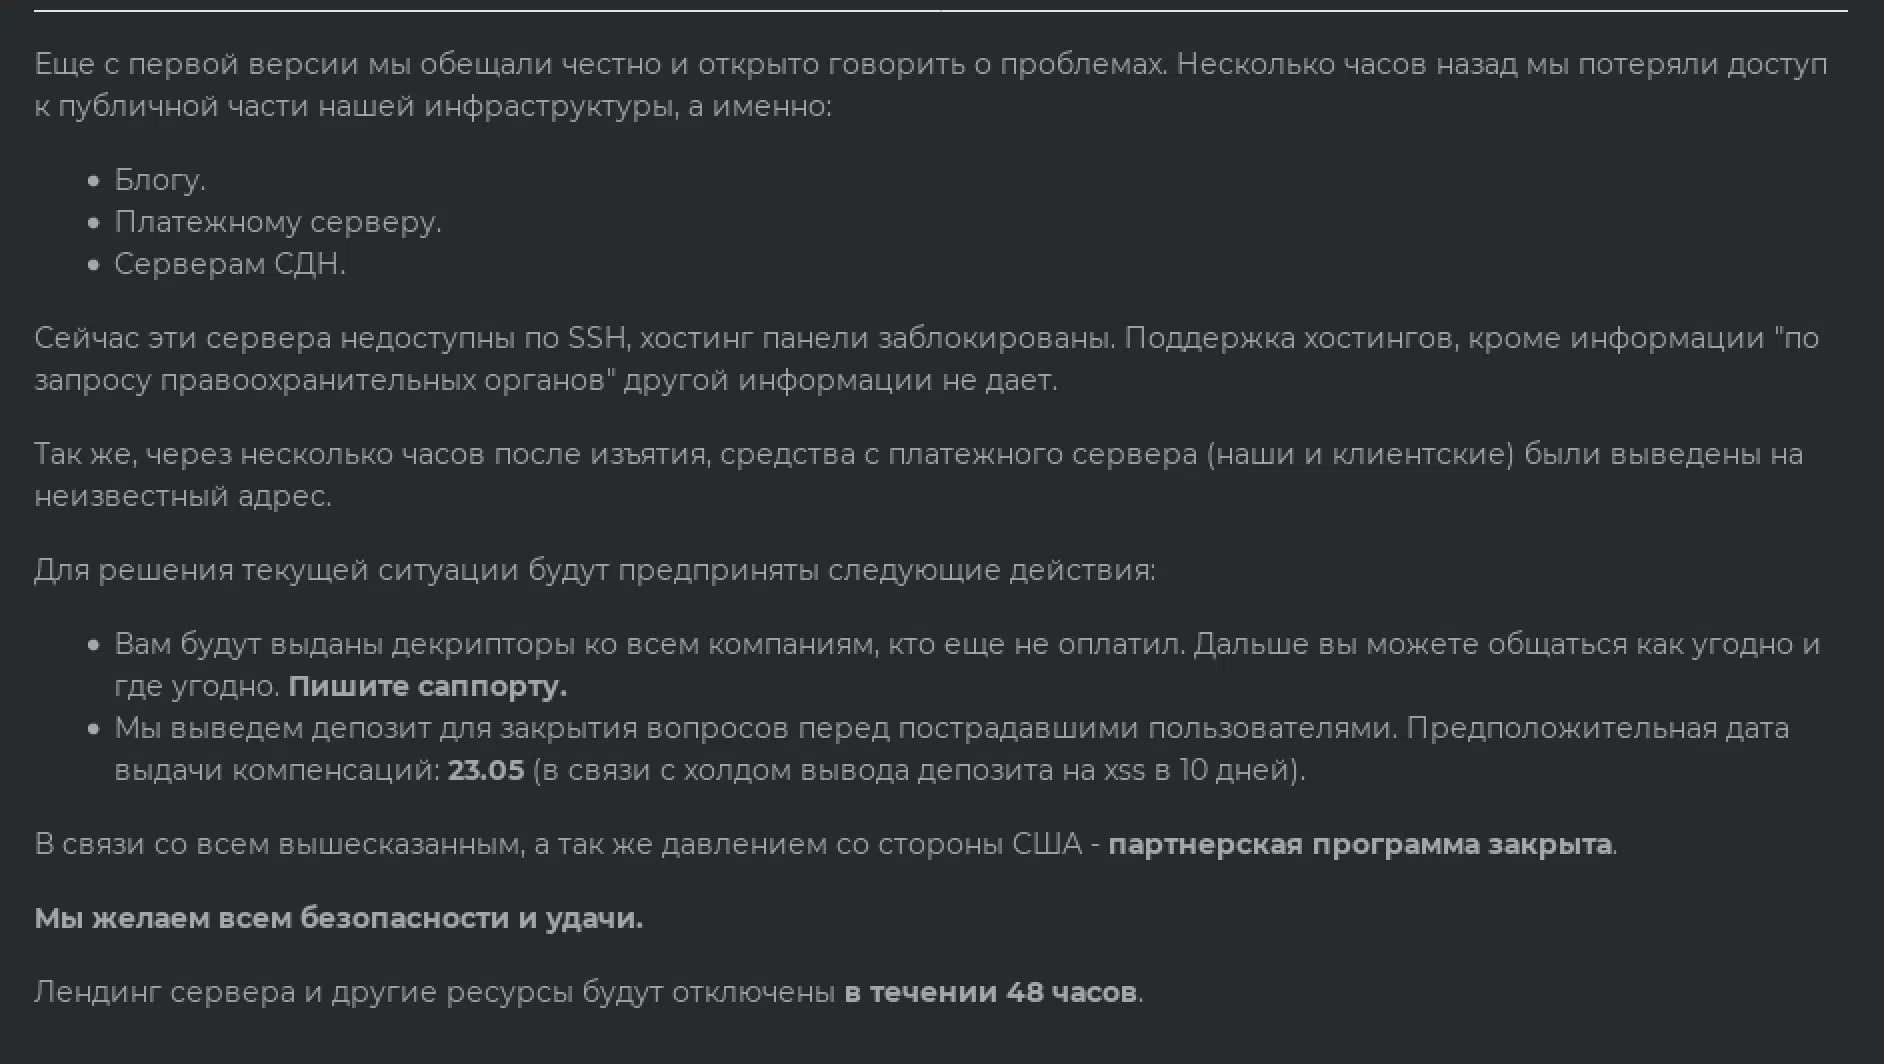 Еще с первой версии мы обещали честно и открыто говорить о проблемах. Несколько часов назад мы потеряли доступ
к публичной части нашей инфраструктуры, а именно:
• Блогу.
• Платежному серверу.
• Серверам СДН.
Сейчас эти сервера недоступны по SSH, хостинг панели заблокированы. Поддержка хостингов, кроме информации "по
запросу правоохранительных органов" другой информации не дает.
Так же, через несколько часов после изъятия, средства с платежного сервера (наши и клиентские) были выведены на
неизвестный адрес.
Для решения текущей ситуации будут предприняты следующие действия:
• Вам будут выданы декрипторы ко всем компаниям, кто еще не оплатил. Дальше вы можете общаться как угодно и
где угодно. Пишите саппорту.
• Мы выведем депозит для закрытия вопросов перед пострадавшими пользователями. Предположительная дата
выдачи компенсаций: 23.05 (в связи с холдом вывода депозита на xss в 10 дней).
В связи со всем вышесказанным, а так же давлением со стороны США - партнерская программа закрыта.
Мы желаем всем безопасности и удачи.
Лендинг сервера и другие ресурсы будут отключены в течении 48 часов.